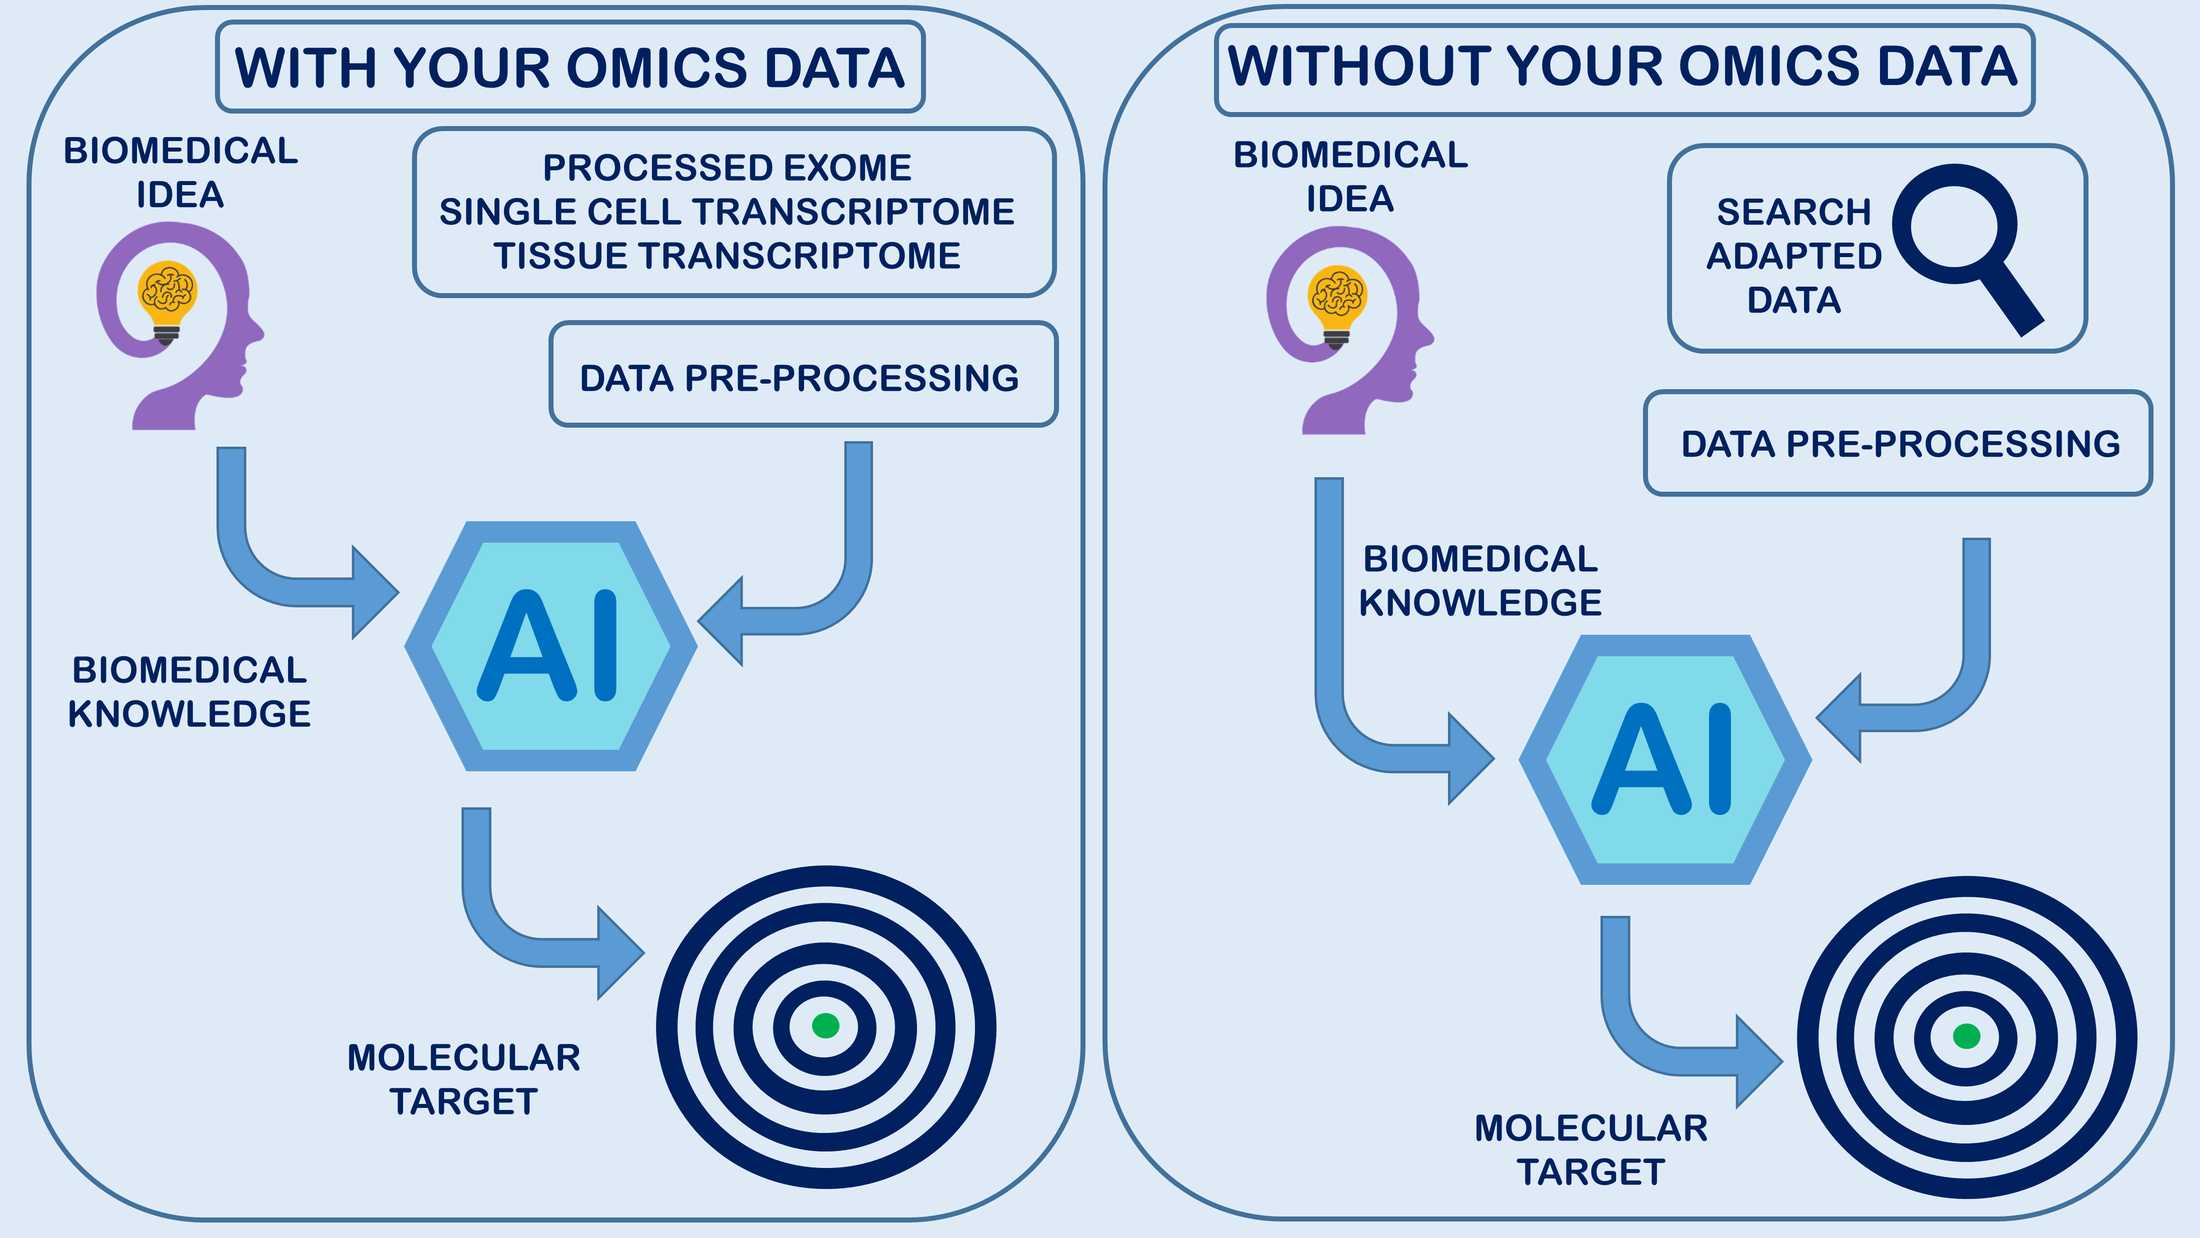 WITH YOUR OMICS DATA
BIOMEDICAL
IDEA
PROCESSED EXOME
SINGLE CELL TRANSCRIPTOME
TISSUE TRANSCRIPTOME
DATA PRE-PROCESSING
AI
BIOMEDICAL
KNOWLEDGE
MOLECULAR
TARGET
WITHOUT YOUR OMICS DATA
BIOMEDICAL
IDEA
SEARCH
ADAPTED
DATA
DATA PRE-PROCESSING
BIOMEDICAL
KNOWLEDGE
AI
MOLECULAR
TARGET